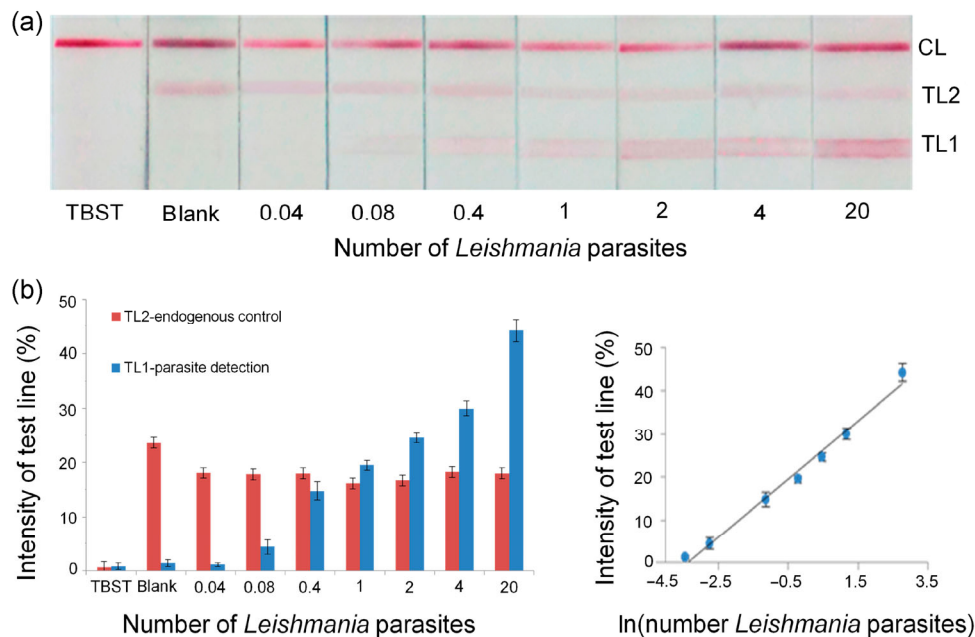 (a)
CL
TL2
TL1
TBST Blank 0.04 0.08 0.4 1 2 4 20
Number of Leishmania parasites
(b)
50
40
30
20
10
0
Intensity of test line (%)
TL2-endogenous control
TL1-parasite detection
TBST Blank 0.04 0.08 0.4 1 2 4 20
Number of Leishmania parasites
50
40
30
20
10
0
Intensity of test line (%)
−4.5 −2.5 −0.5 1.5 3.5
ln(number Leishmania parasites)